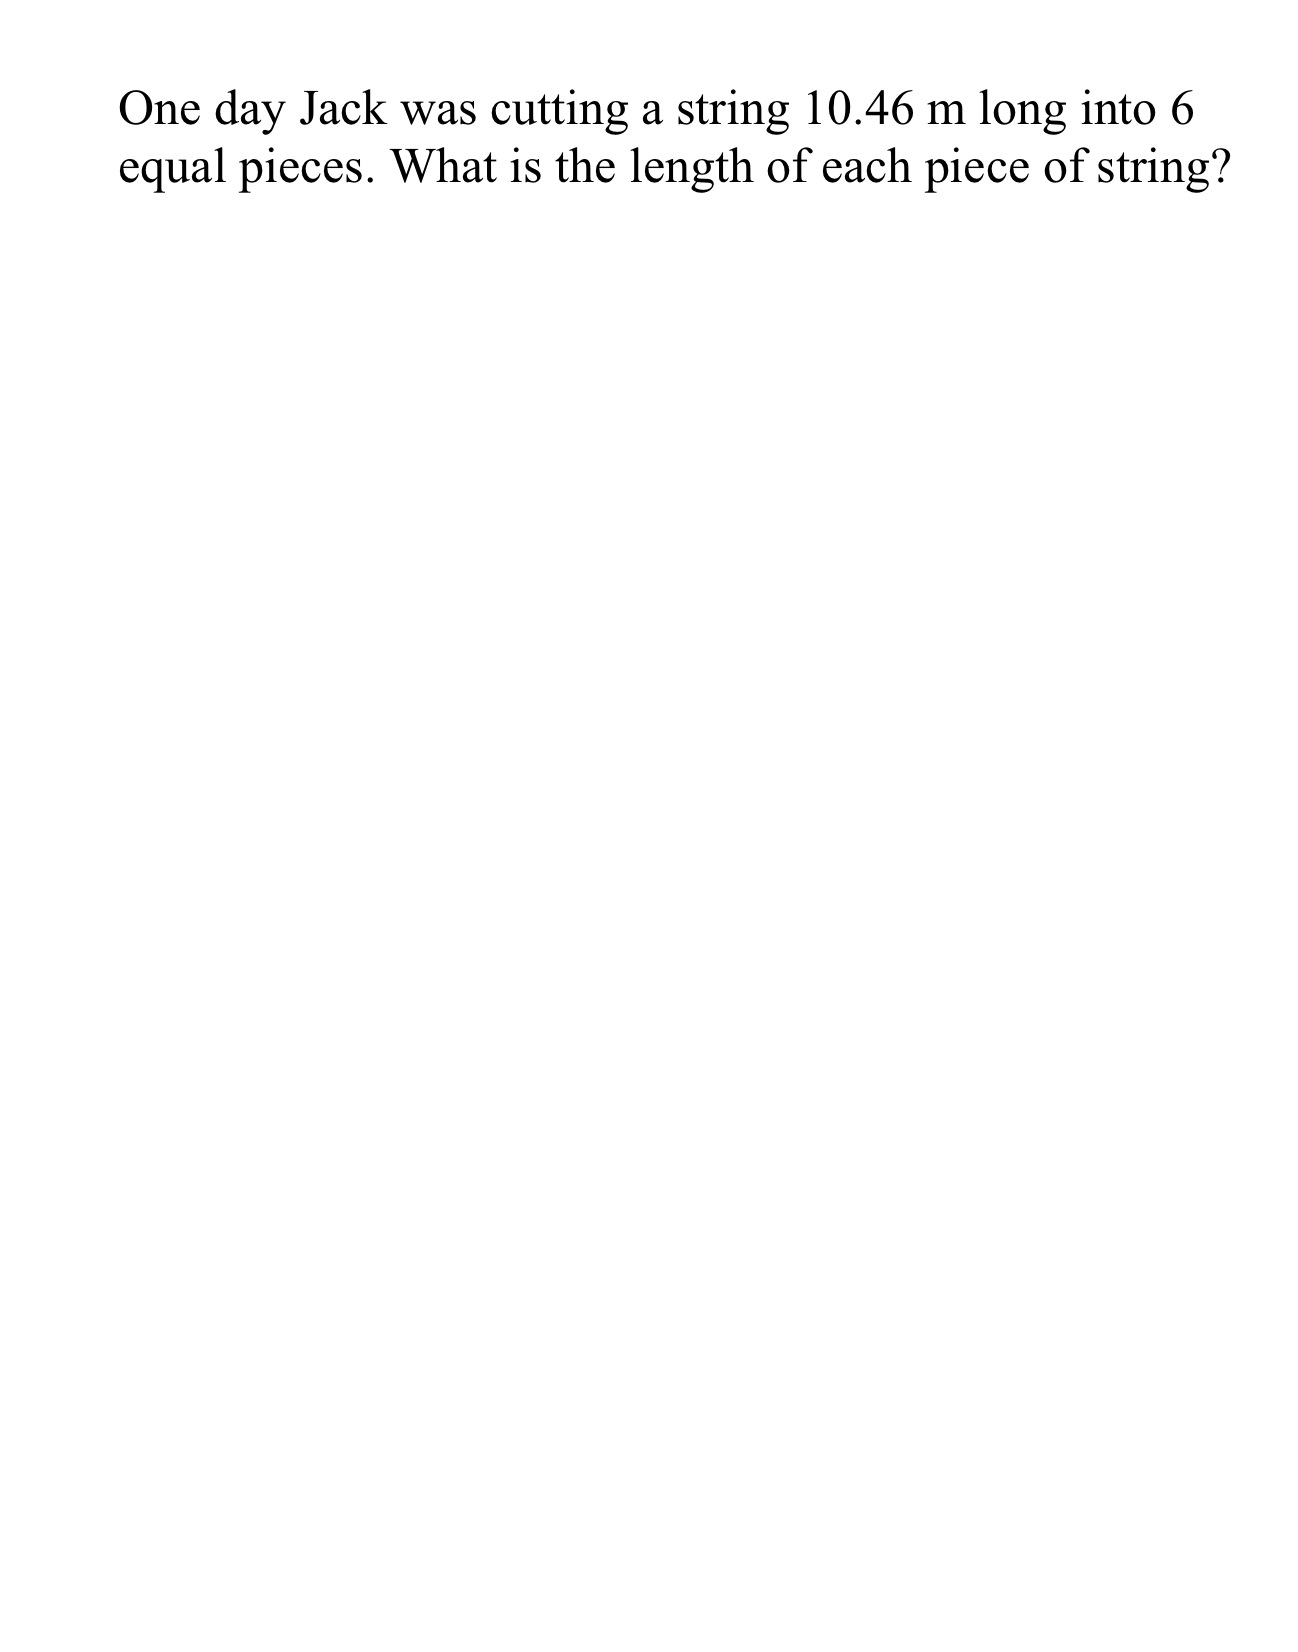 One day Jack was cutting a string 10.46 m long into 6
equal pieces. What is the length of each piece of string?